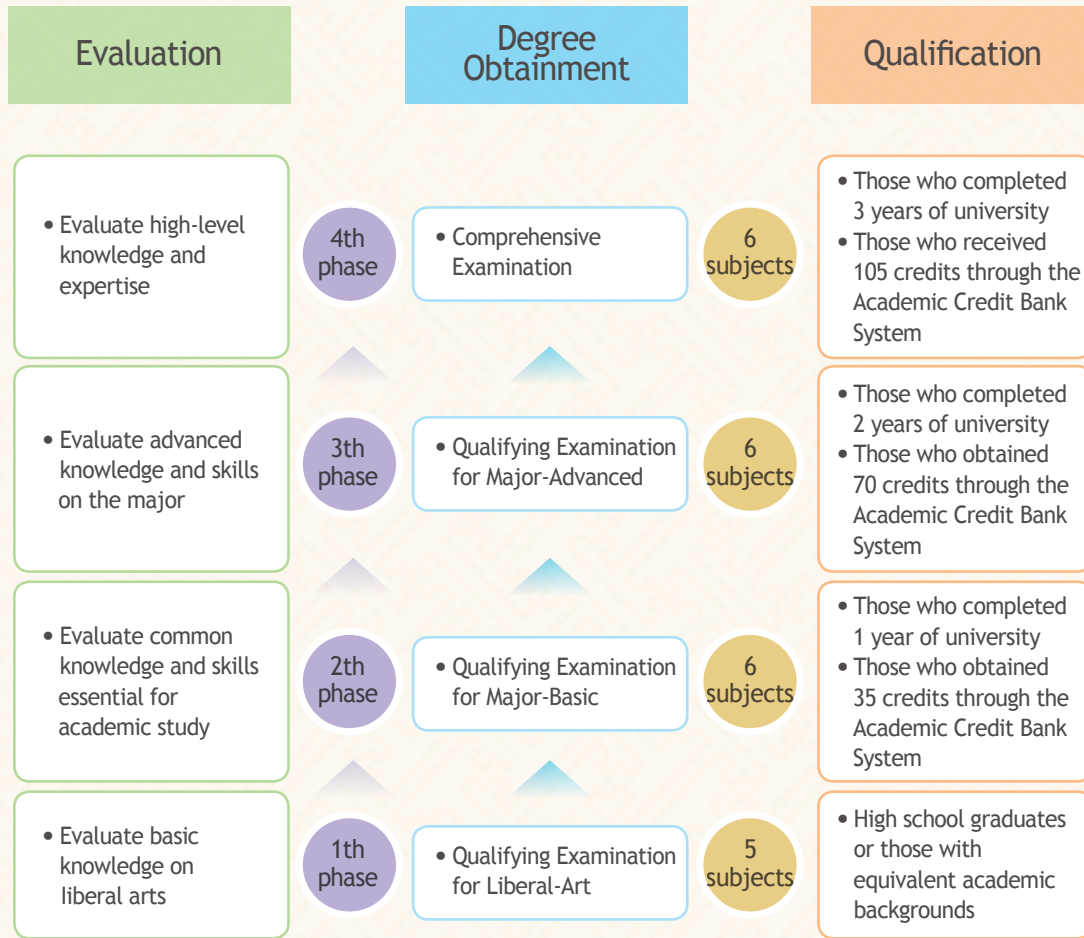 Evaluation
Degree
Obtainment
Qualification
• Evaluate high-level
knowledge and
expertise
4th
phase
• Comprehensive
Examination
6
subjects
• Those who completed
3 years of university
• Those who received
105 credits through the
Academic Credit Bank
System
• Evaluate advanced
knowledge and skills
on the major
3th
phase
• Qualifying Examination
for Major-Advanced
6
subjects
• Those who completed
2 years of university
• Those who obtained
70 credits through the
Academic Credit Bank
System
• Evaluate common
knowledge and skills
essential for
academic study
2th
phase
• Qualifying Examination
for Major-Basic
6
subjects
• Those who completed
1 year of university
• Those who obtained
35 credits through the
Academic Credit Bank
System
• Evaluate basic
knowledge on
liberal arts
1th
phase
• Qualifying Examination
for Liberal-Art
5
subjects
• High school graduates
or those with
equivalent academic
backgrounds